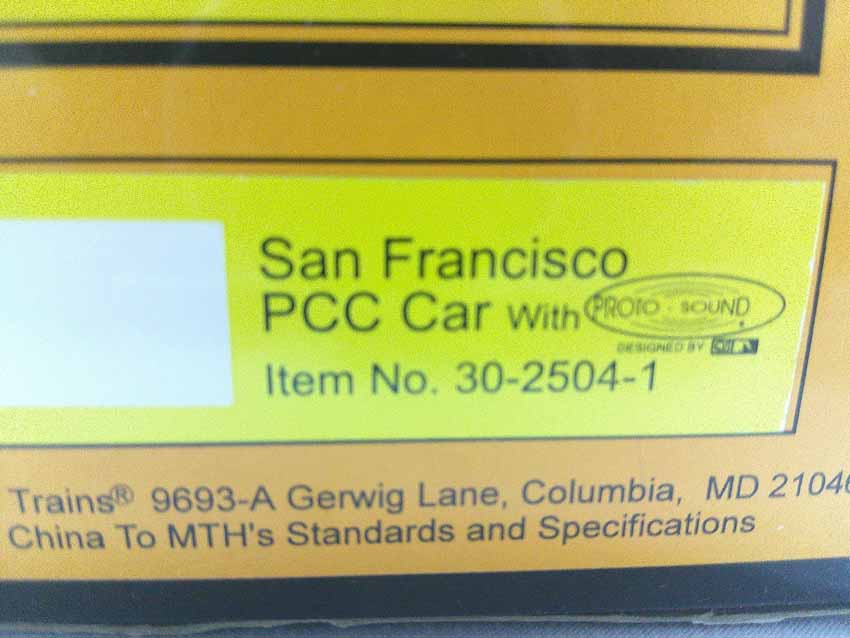 San Francisco
PCC Car With PROTO-SOUND
DESIGNED BY
Item No. 30-2504-1
Trains® 9693-A Gerwig Lane, Columbia, MD 21046
China To MTH's Standards and Specifications